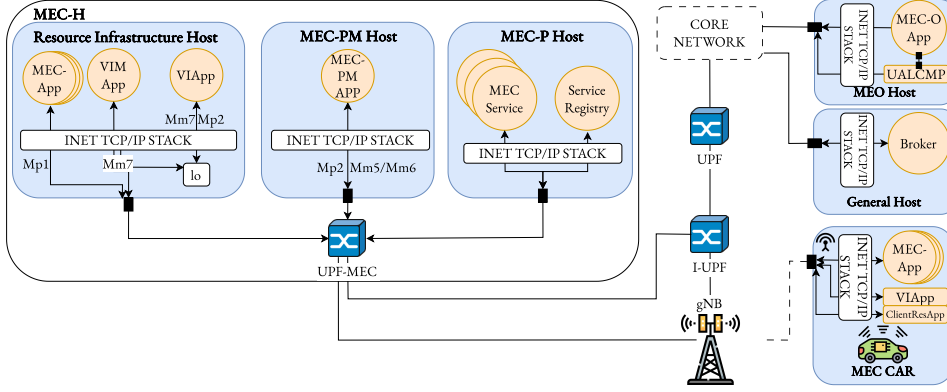 MEC-H
Resource Infrastructure Host
MEC-
App
VIM
App
VIApp
Mm7
Mp2
INET TCP/IP STACK
Mp1
Mm7
lo
MEC-PM Host
MEC-
PM
APP
INET TCP/IP STACK
Mp2
Mm5/Mm6
MEC-P Host
MEC
Service
Service
Registry
INET TCP/IP STACK
UPF-MEC
CORE
NETWORK
UPF
I-UPF
gNB
INET TCP/IP
STACK
MEC-O
App
UALCMP
MEO Host
INET TCP/IP
STACK
Broker
General Host
INET TCP/IP
STACK
MEC-
App
VIApp
ClientResApp
MEC CAR